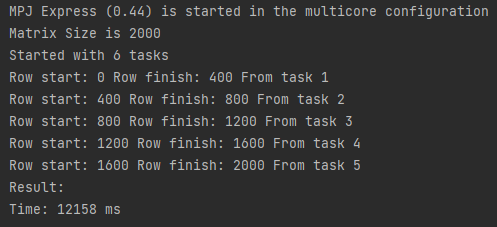 MPJ Express (0.44) is started in the multicore configuration
Matrix Size is 2000
Started with 6 tasks
Row start: 0 Row finish: 400 From task 1
Row start: 400 Row finish: 800 From task 2
Row start: 800 Row finish: 1200 From task 3
Row start: 1200 Row finish: 1600 From task 4
Row start: 1600 Row finish: 2000 From task 5
Result:
Time: 12158 ms